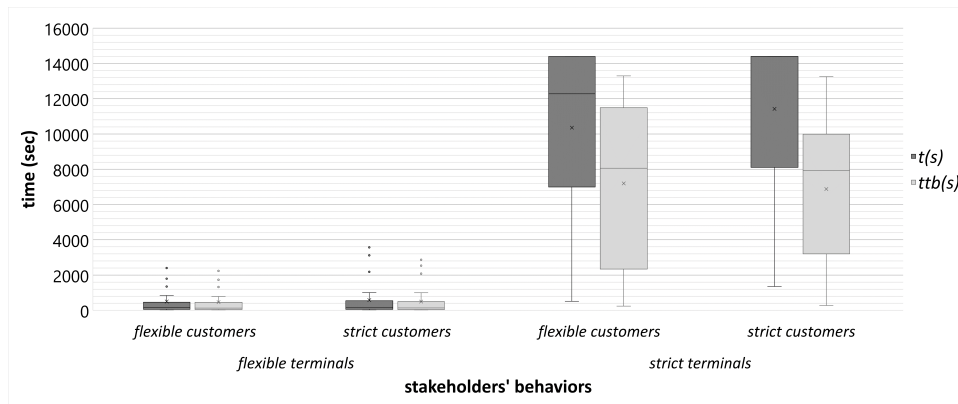 16000
14000
12000
10000
8000
6000
4000
2000
0
time (sec)
t(s)
ttb(s)
flexible customers strict customers flexible customers strict customers
flexible terminals strict terminals
stakeholders' behaviors